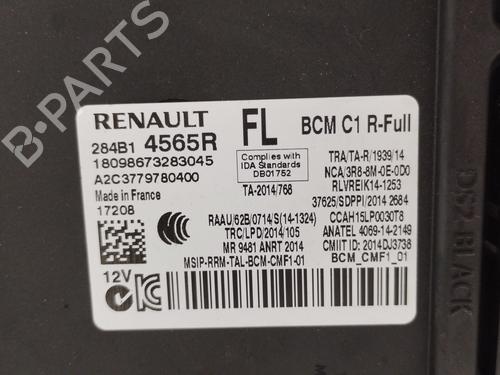 RENAULT
284B1 4565R
18098673283045
A2C3779780400
Made in France
17208
12V
FL
Complies with
IDA Standards
DB01752
TA-2014/768
BCM C1 R-Full
TRA/TA-R/1939/14
NCA/3R8-8M-0E-0D0
RLVREIK14-1253
37625/SDPPI/2014 2684
RAAU/62B/0714/S(14-1324)
CCAH15LP0030T8
TRC/LPD/2014/105
ANATEL 4069-14-2149
MR 9481 ANRT 2014
CMIIT ID: 2014DJ3738
MSIP-RRM-TAL-BCM-CMF1-01
BCM_CMF1_01
DSZ-BLACK
B-PARTS